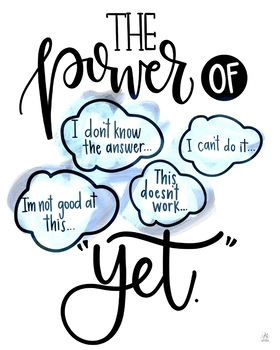 THE
power OF
I don't know
the answer...
I can't do it...
I'm not good at
this...
This
doesn't
work...
"yet."